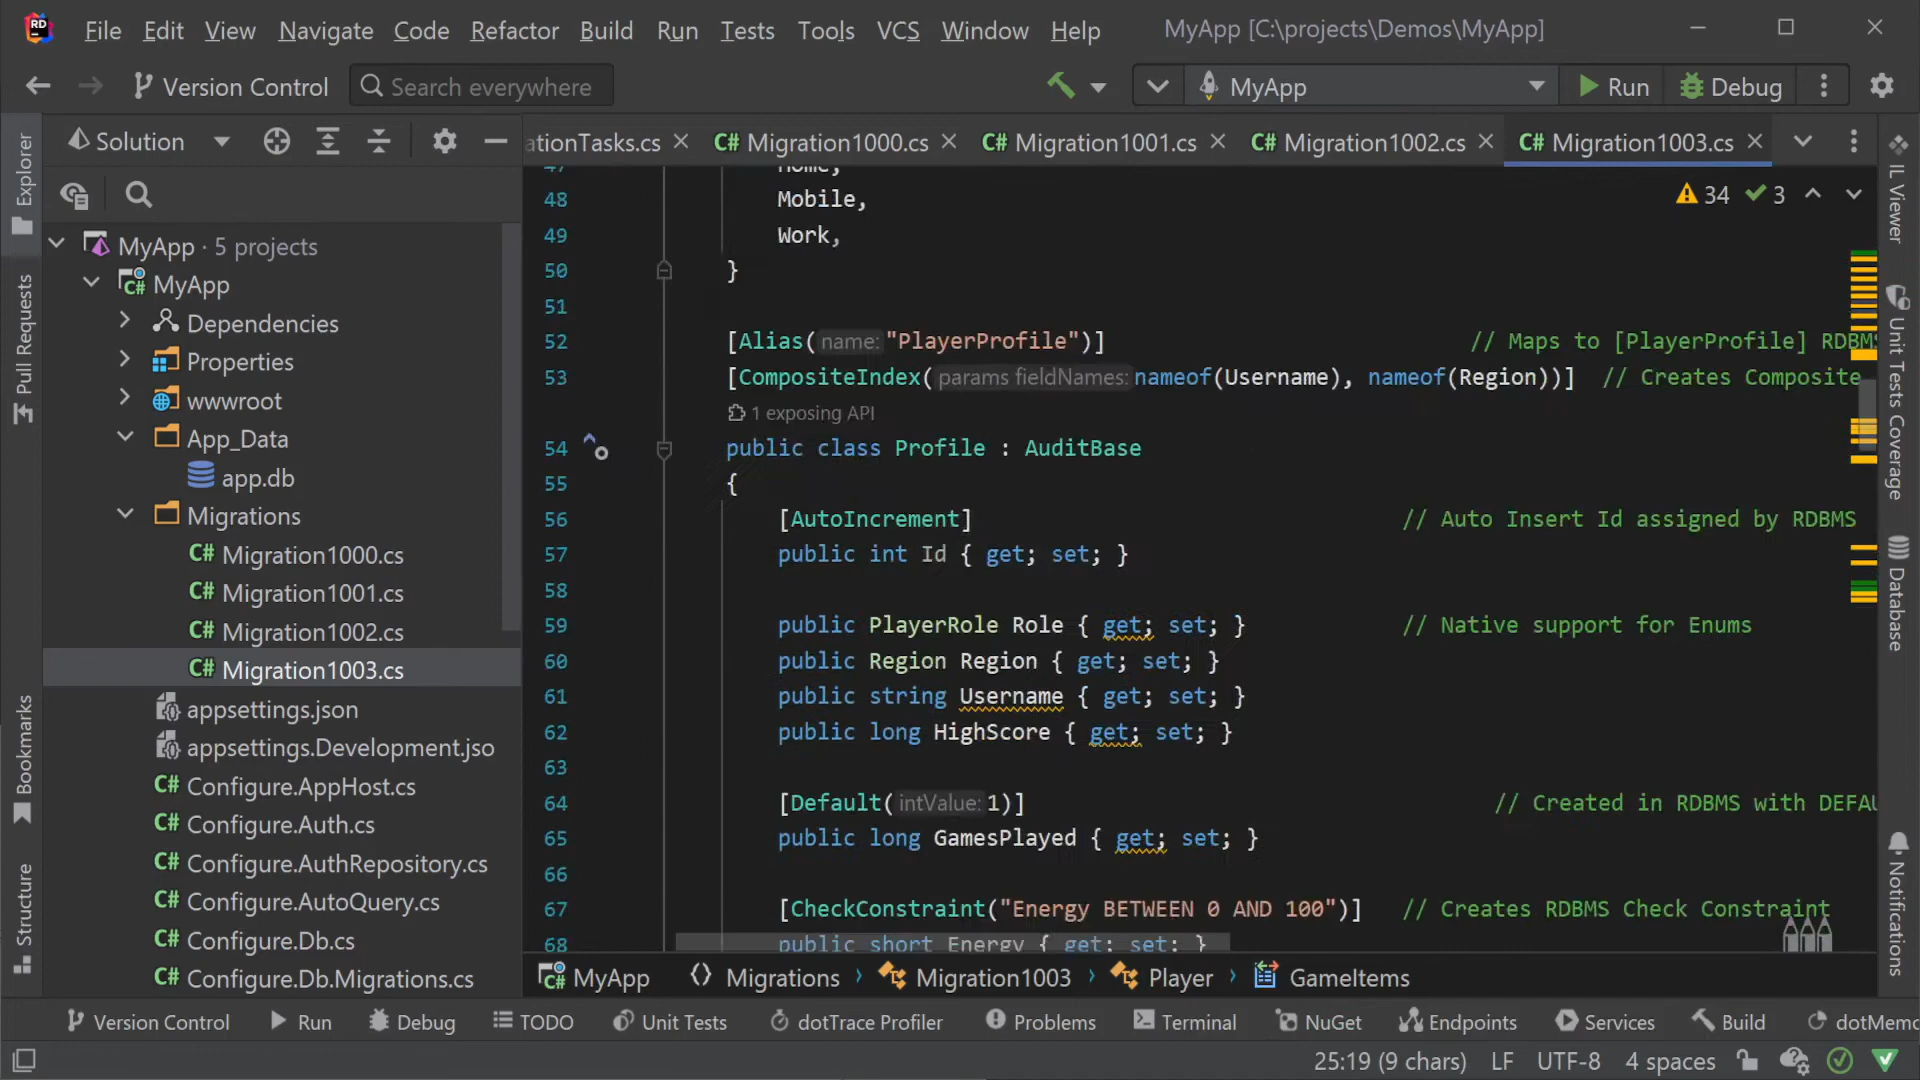 RD File Edit View Navigate Code Refactor Build Run Tests Tools VCS Window Help MyApp [C:\projects\Demos\MyApp]
Version Control Search everywhere MyApp Run Debug
Solution
ationTasks.cs C# Migration1000.cs C# Migration1001.cs C# Migration1002.cs C# Migration1003.cs
Explorer
Pull Requests
Bookmarks
Structure
MyApp · 5 projects
C# MyApp
Dependencies
Properties
wwwroot
App_Data
app.db
Migrations
C# Migration1000.cs
C# Migration1001.cs
C# Migration1002.cs
C# Migration1003.cs
appsettings.json
appsettings.Development.jso
C# Configure.AppHost.cs
C# Configure.Auth.cs
C# Configure.AuthRepository.cs
C# Configure.AutoQuery.cs
C# Configure.Db.cs
C# Configure.Db.Migrations.cs
34 3
47 Home,
48 Mobile,
49 Work,
50 }
51
52 [Alias( name: "PlayerProfile")] // Maps to [PlayerProfile] RDBMS
53 [CompositeIndex( params fieldNames: nameof(Username), nameof(Region))] // Creates Composite
1 exposing API
54 public class Profile : AuditBase
55 {
56 [AutoIncrement] // Auto Insert Id assigned by RDBMS
57 public int Id { get; set; }
58
59 public PlayerRole Role { get; set; } // Native support for Enums
60 public Region Region { get; set; }
61 public string Username { get; set; }
62 public long HighScore { get; set; }
63
64 [Default( intValue: 1)] // Created in RDBMS with DEFAU
65 public long GamesPlayed { get; set; }
66
67 [CheckConstraint("Energy BETWEEN 0 AND 100")] // Creates RDBMS Check Constraint
68 public short Energy { get; set; }
IL Viewer
Unit Tests Coverage
Database
Notifications
C# MyApp Migrations › Migration1003 › Player › GameItems
Version Control Run Debug TODO Unit Tests dotTrace Profiler Problems Terminal NuGet Endpoints Services Build dotMemo
25:19 (9 chars) LF UTF-8 4 spaces